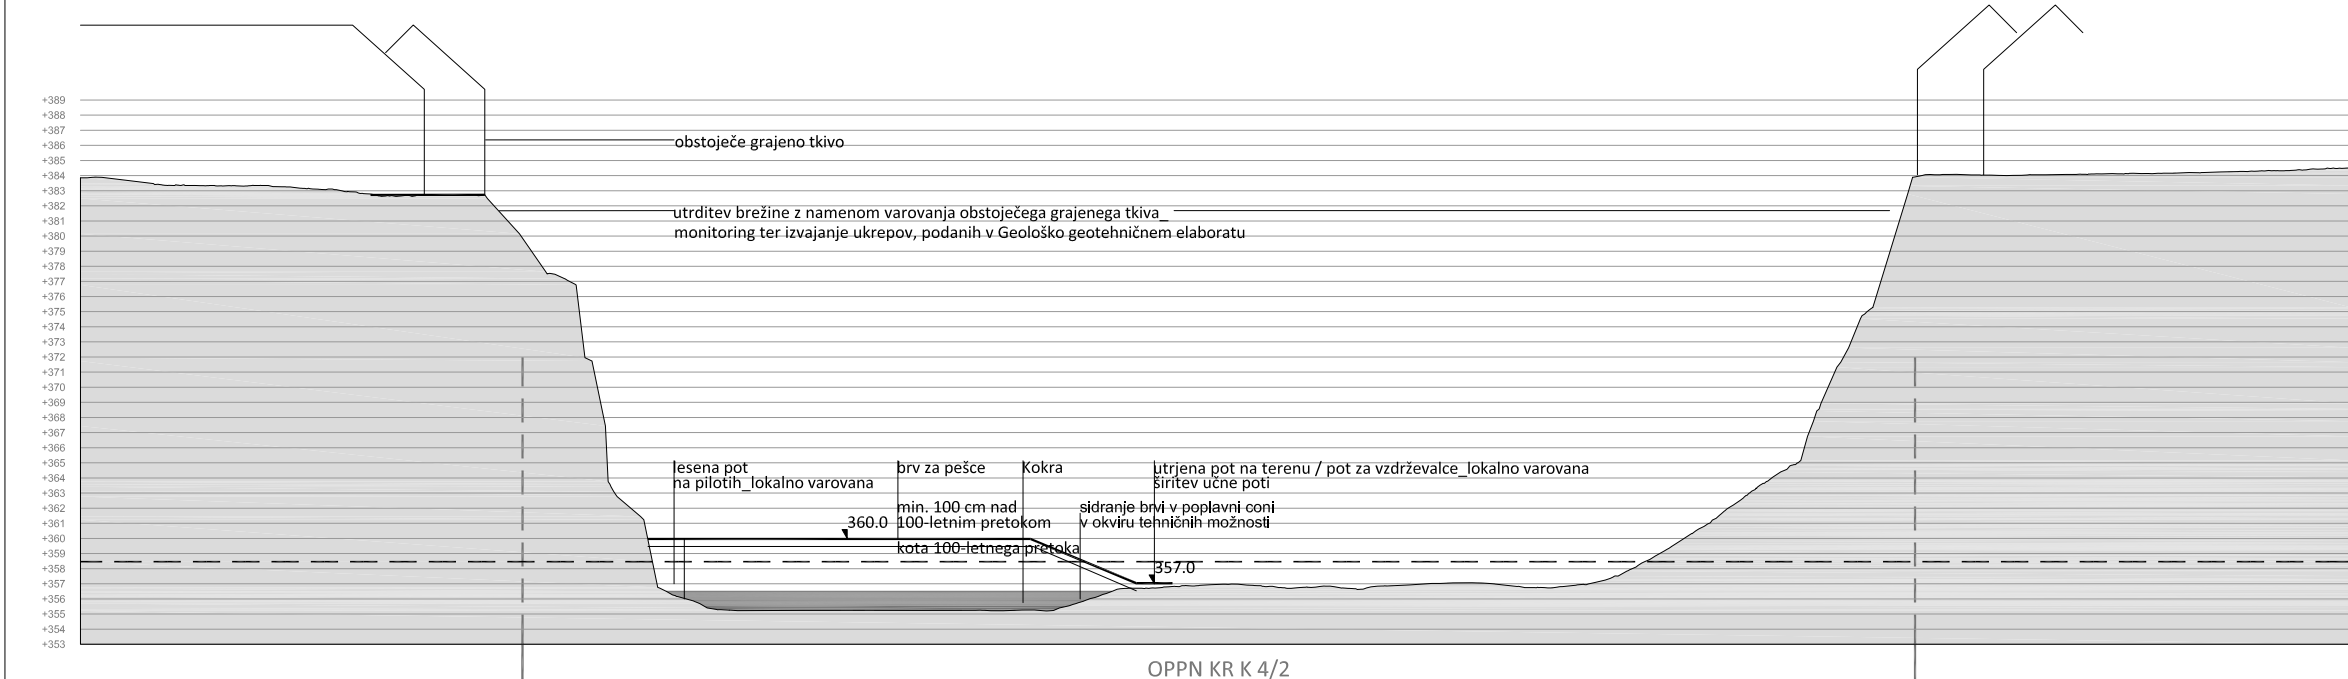 +389
+388
+387
+386
+385
+384
+383
+382
+381
+380
+379
+378
+377
+376
+375
+374
+373
+372
+371
+370
+369
+368
+367
+366
+365
+364
+363
+362
+361
+360
+359
+358
+357
+356
+355
+354
+353
obstoječe grajeno tkivo
utrditev brežine z namenom varovanja obstoječega grajenega tkiva_
monitoring ter izvajanje ukrepov, podanih v Geološko geotehničnem elaboratu
lesena pot
na pilotih_lokalno varovana
brv za pešce
min. 100 cm nad
100-letnim pretokom
360.0
kota 100-letnega pretoka
Kokra
sidranje brvi v poplavni coni
v okviru tehničnih možnosti
utrjena pot na terenu / pot za vzdrževalce_lokalno varovana
širitev učne poti
357.0
OPPN KR K 4/2